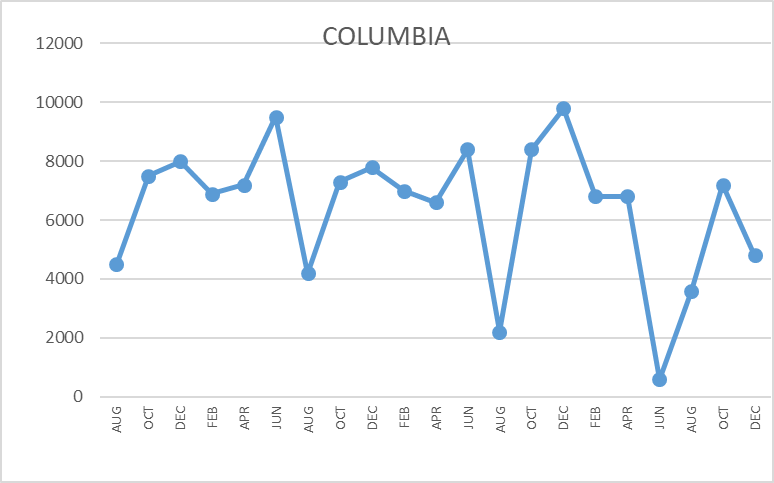 COLUMBIA
12000
10000
8000
6000
4000
2000
0
AUG
OCT
DEC
FEB
APR
JUN
AUG
OCT
DEC
FEB
APR
JUN
AUG
OCT
DEC
FEB
APR
JUN
AUG
OCT
DEC